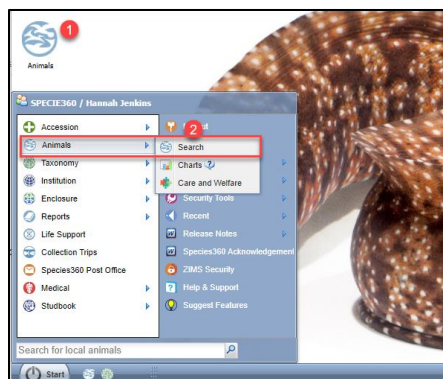 1
Animals
SPECIE360 / Hannah Jenkins
Accession
Animals
Taxonomy
Institution
Enclosure
Reports
Life Support
Collection Trips
Species360 Post Office
Medical
Studbook
2
Search
Charts
Care and Welfare
Security Tools
Recent
Release Notes
Species360 Acknowledgement
ZIMS Security
Help & Support
Suggest Features
Search for local animals
Start